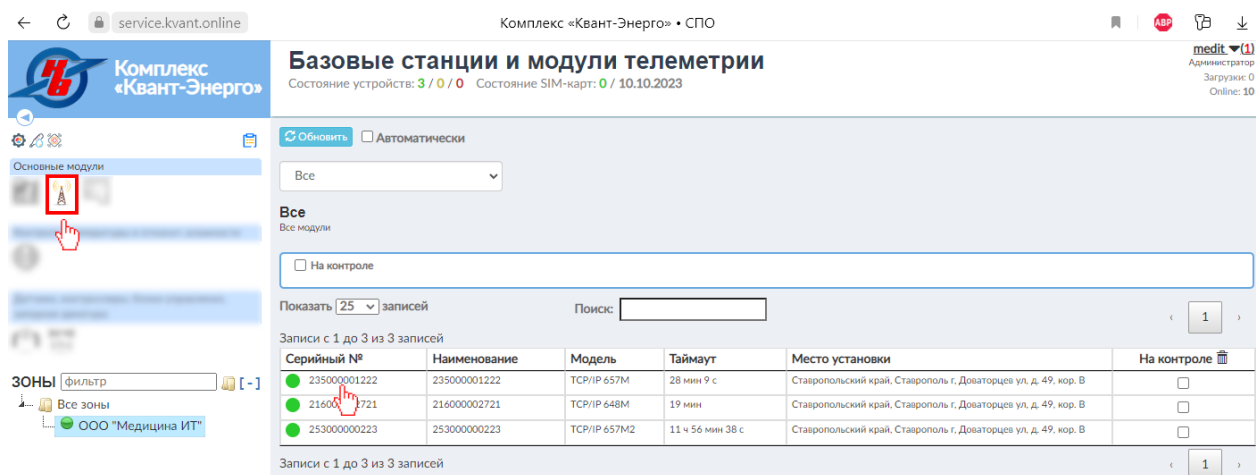 service.kvant.online
Комплекс «Квант-Энерго» • СПО
ABP
Комплекс
«Квант-Энерго»
Базовые станции и модули телеметрии
Состояние устройств: 3 / 0 / 0 Состояние SIM-карт: 0 / 10.10.2023
medit (1)
Администратор
Загрузки: 0
Online: 10
Основные модули
ЗОНЫ фильтр [-]
Все зоны
ООО "Медицина ИТ"
Обновить Автоматически
Все
Все
Все модули
На контроле
Показать 25 записей Поиск:
‹ 1 ›
Записи с 1 до 3 из 3 записей
Серийный № Наименование Модель Таймаут Место установки На контроле
235000001222 235000001222 TCP/IP 657M 28 мин 9 с Ставропольский край, Ставрополь г, Доваторцев ул, д. 49, кор. В
2160 2721 216000002721 TCP/IP 648M 19 мин Ставропольский край, Ставрополь г, Доваторцев ул, д. 49, кор. В
253000000223 253000000223 TCP/IP 657M2 11 ч 56 мин 38 с Ставропольский край, Ставрополь г, Доваторцев ул, д. 49, кор. В
Записи с 1 до 3 из 3 записей
‹ 1 ›